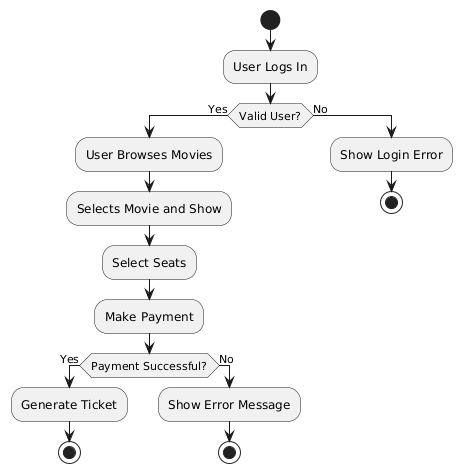 User Logs In
Yes
Valid User?
No
User Browses Movies
Show Login Error
Selects Movie and Show
Select Seats
Make Payment
Yes
Payment Successful?
No
Generate Ticket
Show Error Message